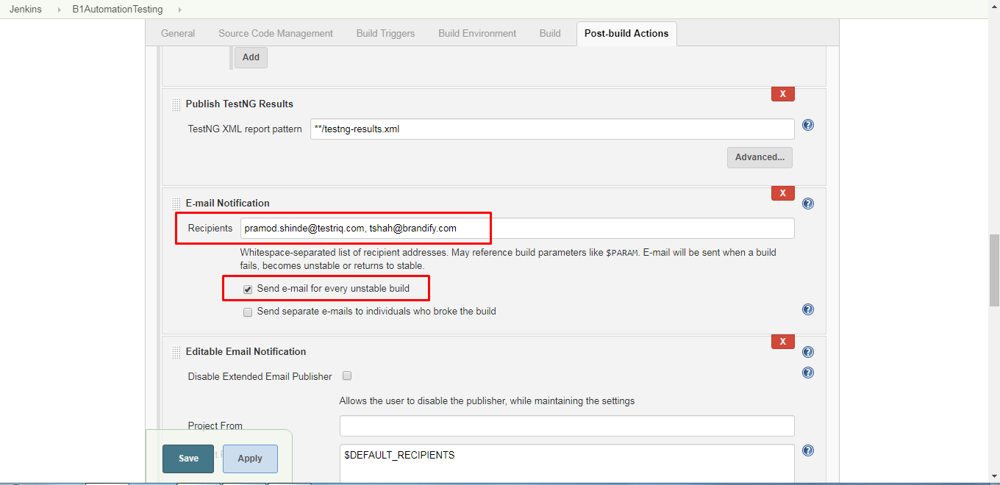 Jenkins B1AutomationTesting
General Source Code Management Build Triggers Build Environment Build Post-build Actions
Add
X
Publish TestNG Results
TestNG XML report pattern **/testng-results.xml
Advanced...
X
E-mail Notification
Recipients pramod.shinde@testriq.com, tshah@brandify.com
Whitespace-separated list of recipient addresses. May reference build parameters like $PARAM. E-mail will be sent when a build
fails, becomes unstable or returns to stable.
Send e-mail for every unstable build
Send separate e-mails to individuals who broke the build
X
Editable Email Notification
Disable Extended Email Publisher
Allows the user to disable the publisher, while maintaining the settings
Project From
Save Apply $DEFAULT_RECIPIENTS